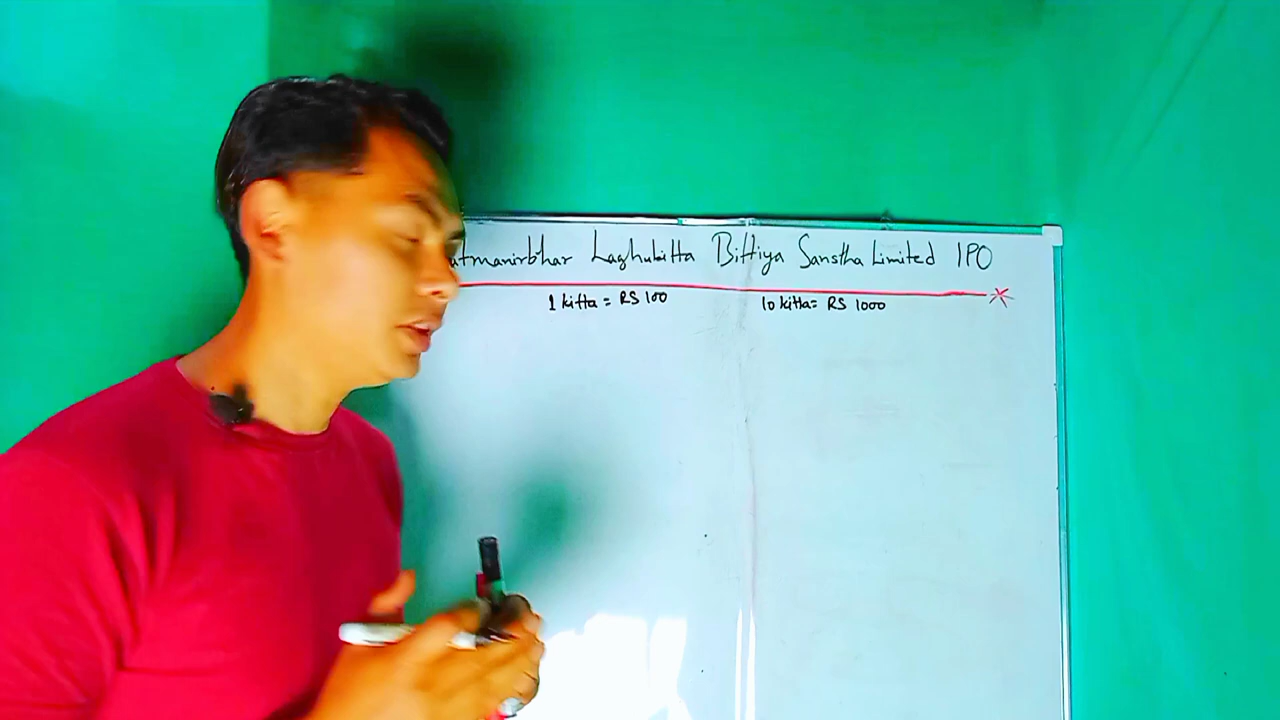 atmanirbhar Laghubitta Bittiya Sanstha Limited IPO
1 kitta = RS 100 10 kitta= RS 1000